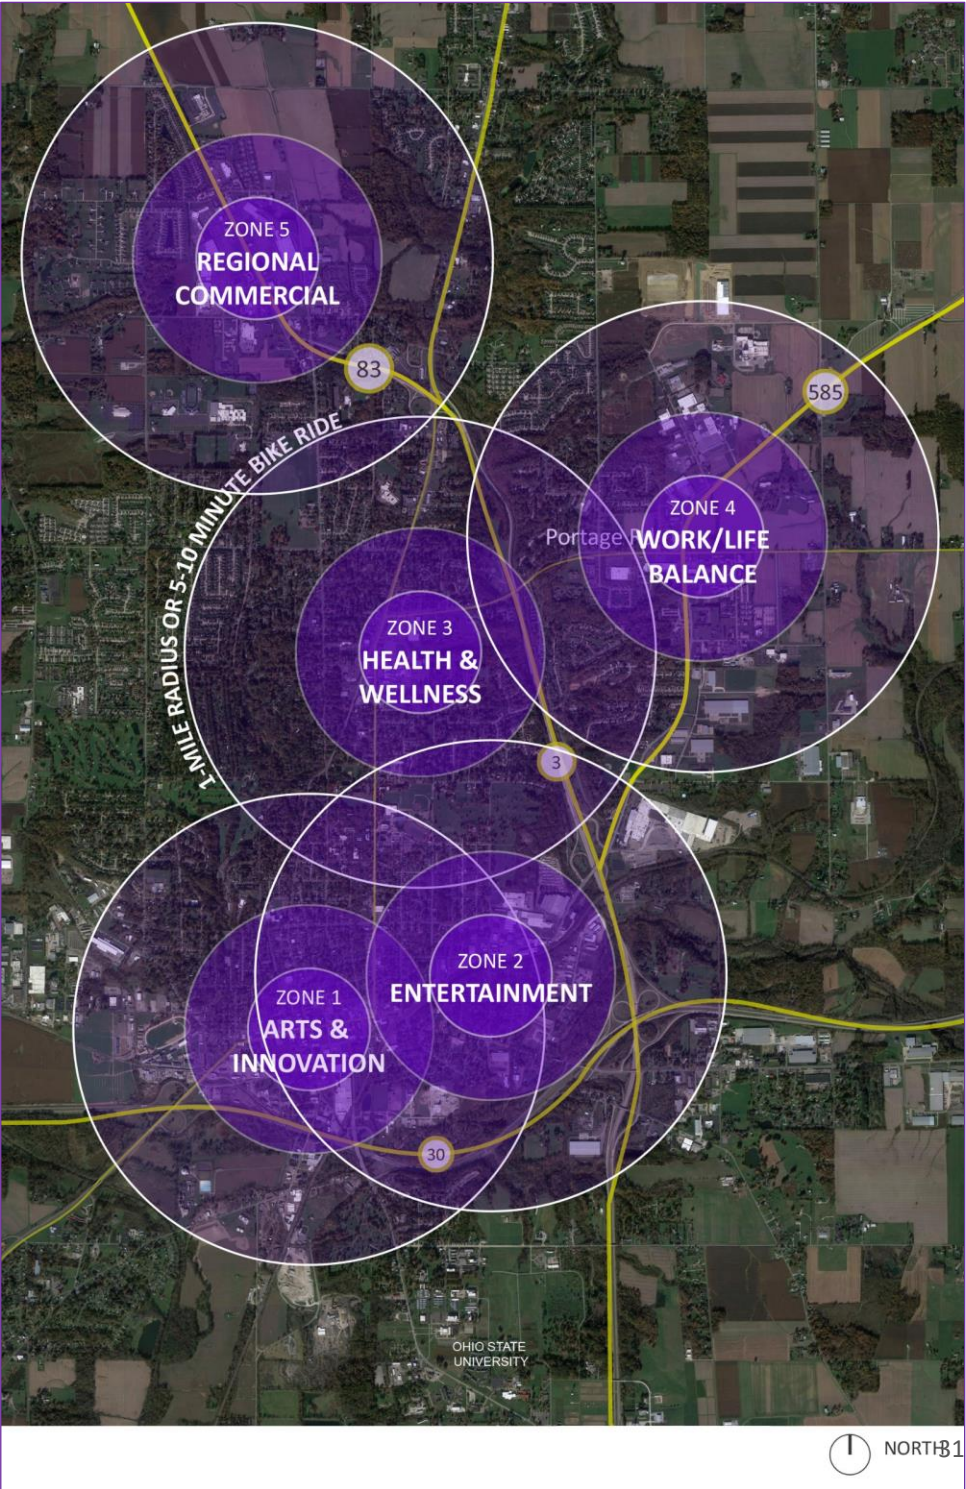 ZONE 5
REGIONAL
COMMERCIAL
83
585
1-MILE RADIUS OR 5-10 MINUTE BIKE RIDE
ZONE 4
WORK/LIFE
BALANCE
Portage
ZONE 3
HEALTH &
WELLNESS
3
ZONE 2
ENTERTAINMENT
ZONE 1
ARTS &
INNOVATION
30
OHIO STATE
UNIVERSITY
NORTH
31